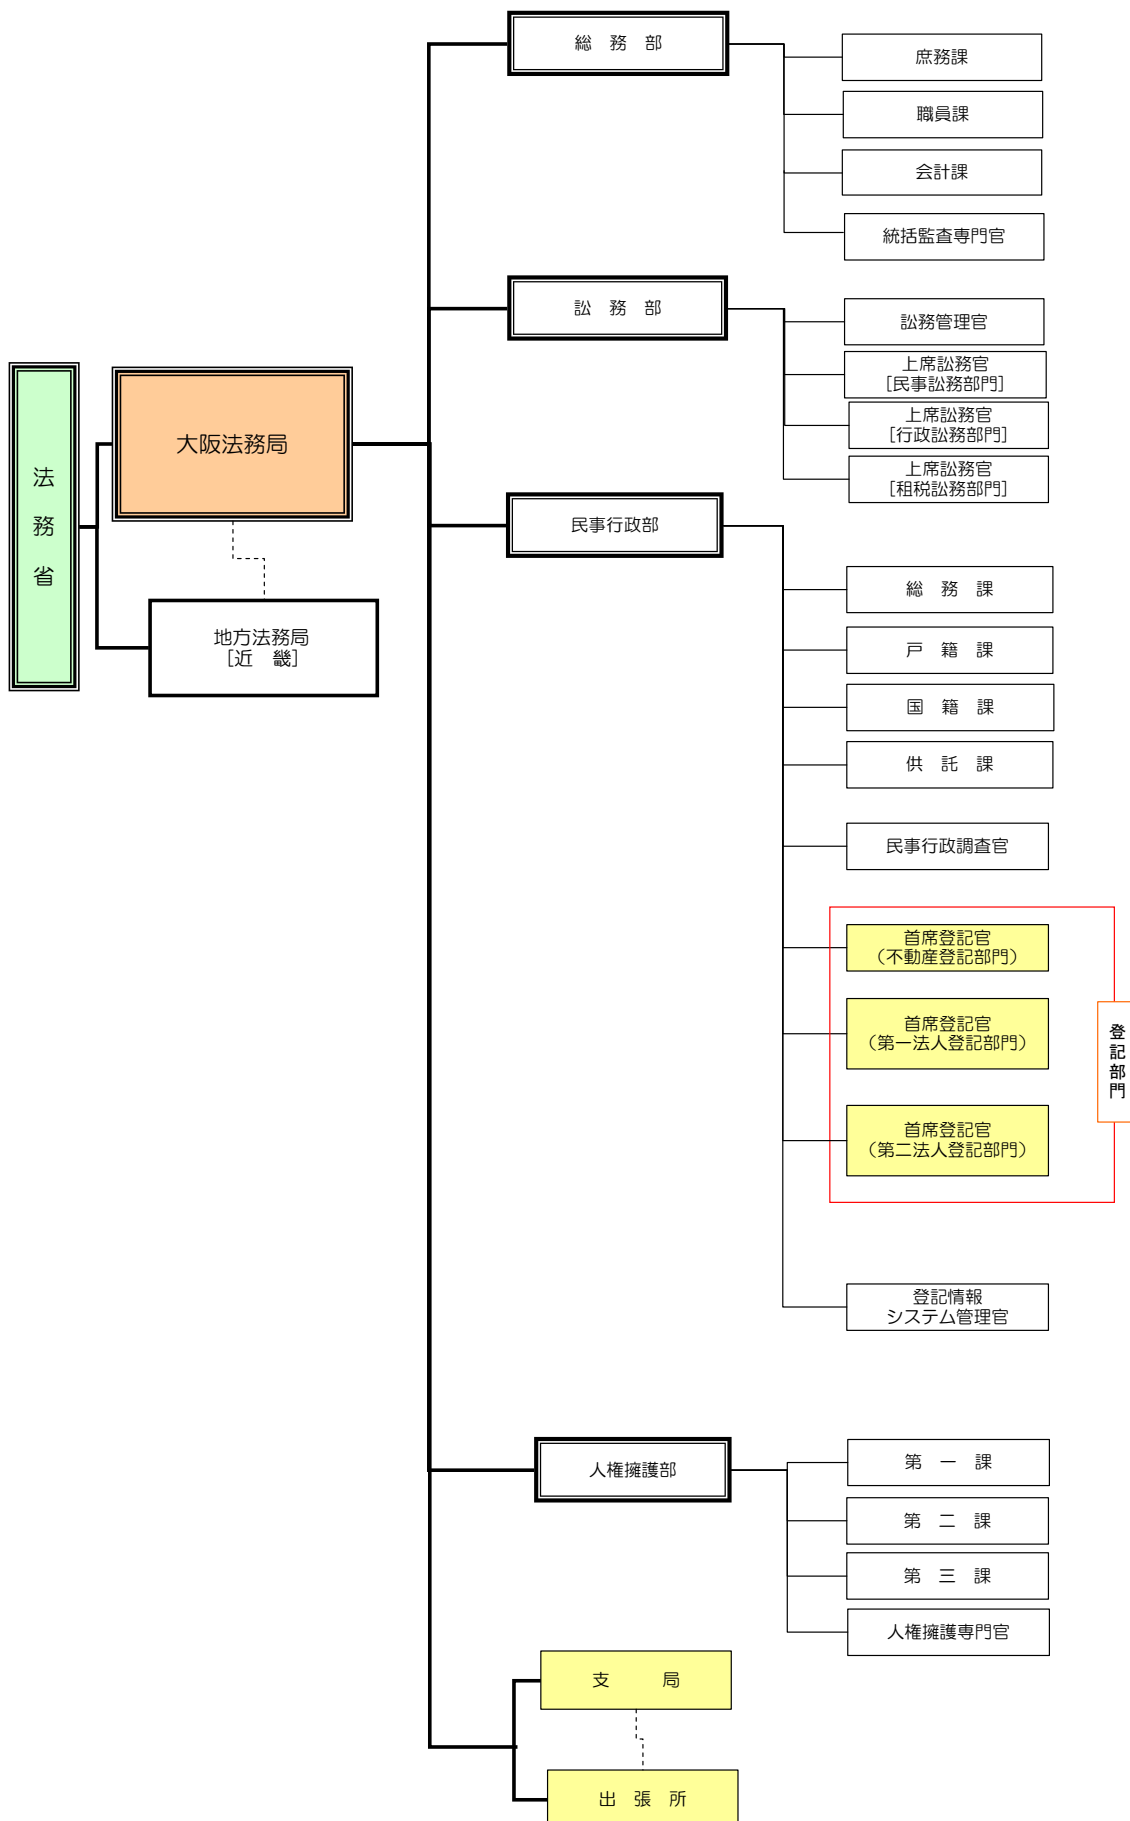 法務省
大阪法務局
地方法務局
[近　畿]
総　務　部
庶務課
職員課
会計課
統括監査専門官
訟　務　部
訟務管理官
上席訟務官
[民事訟務部門]
上席訟務官
[行政訟務部門]
上席訟務官
[租税訟務部門]
民事行政部
総　務　課
戸　籍　課
国　籍　課
供　託　課
民事行政調査官
首席登記官
（不動産登記部門）
首席登記官
（第一法人登記部門）
首席登記官
（第二法人登記部門）
登記部門
登記情報
システム管理官
人権擁護部
第　一　課
第　二　課
第　三　課
人権擁護専門官
支　　　局
出　張　所